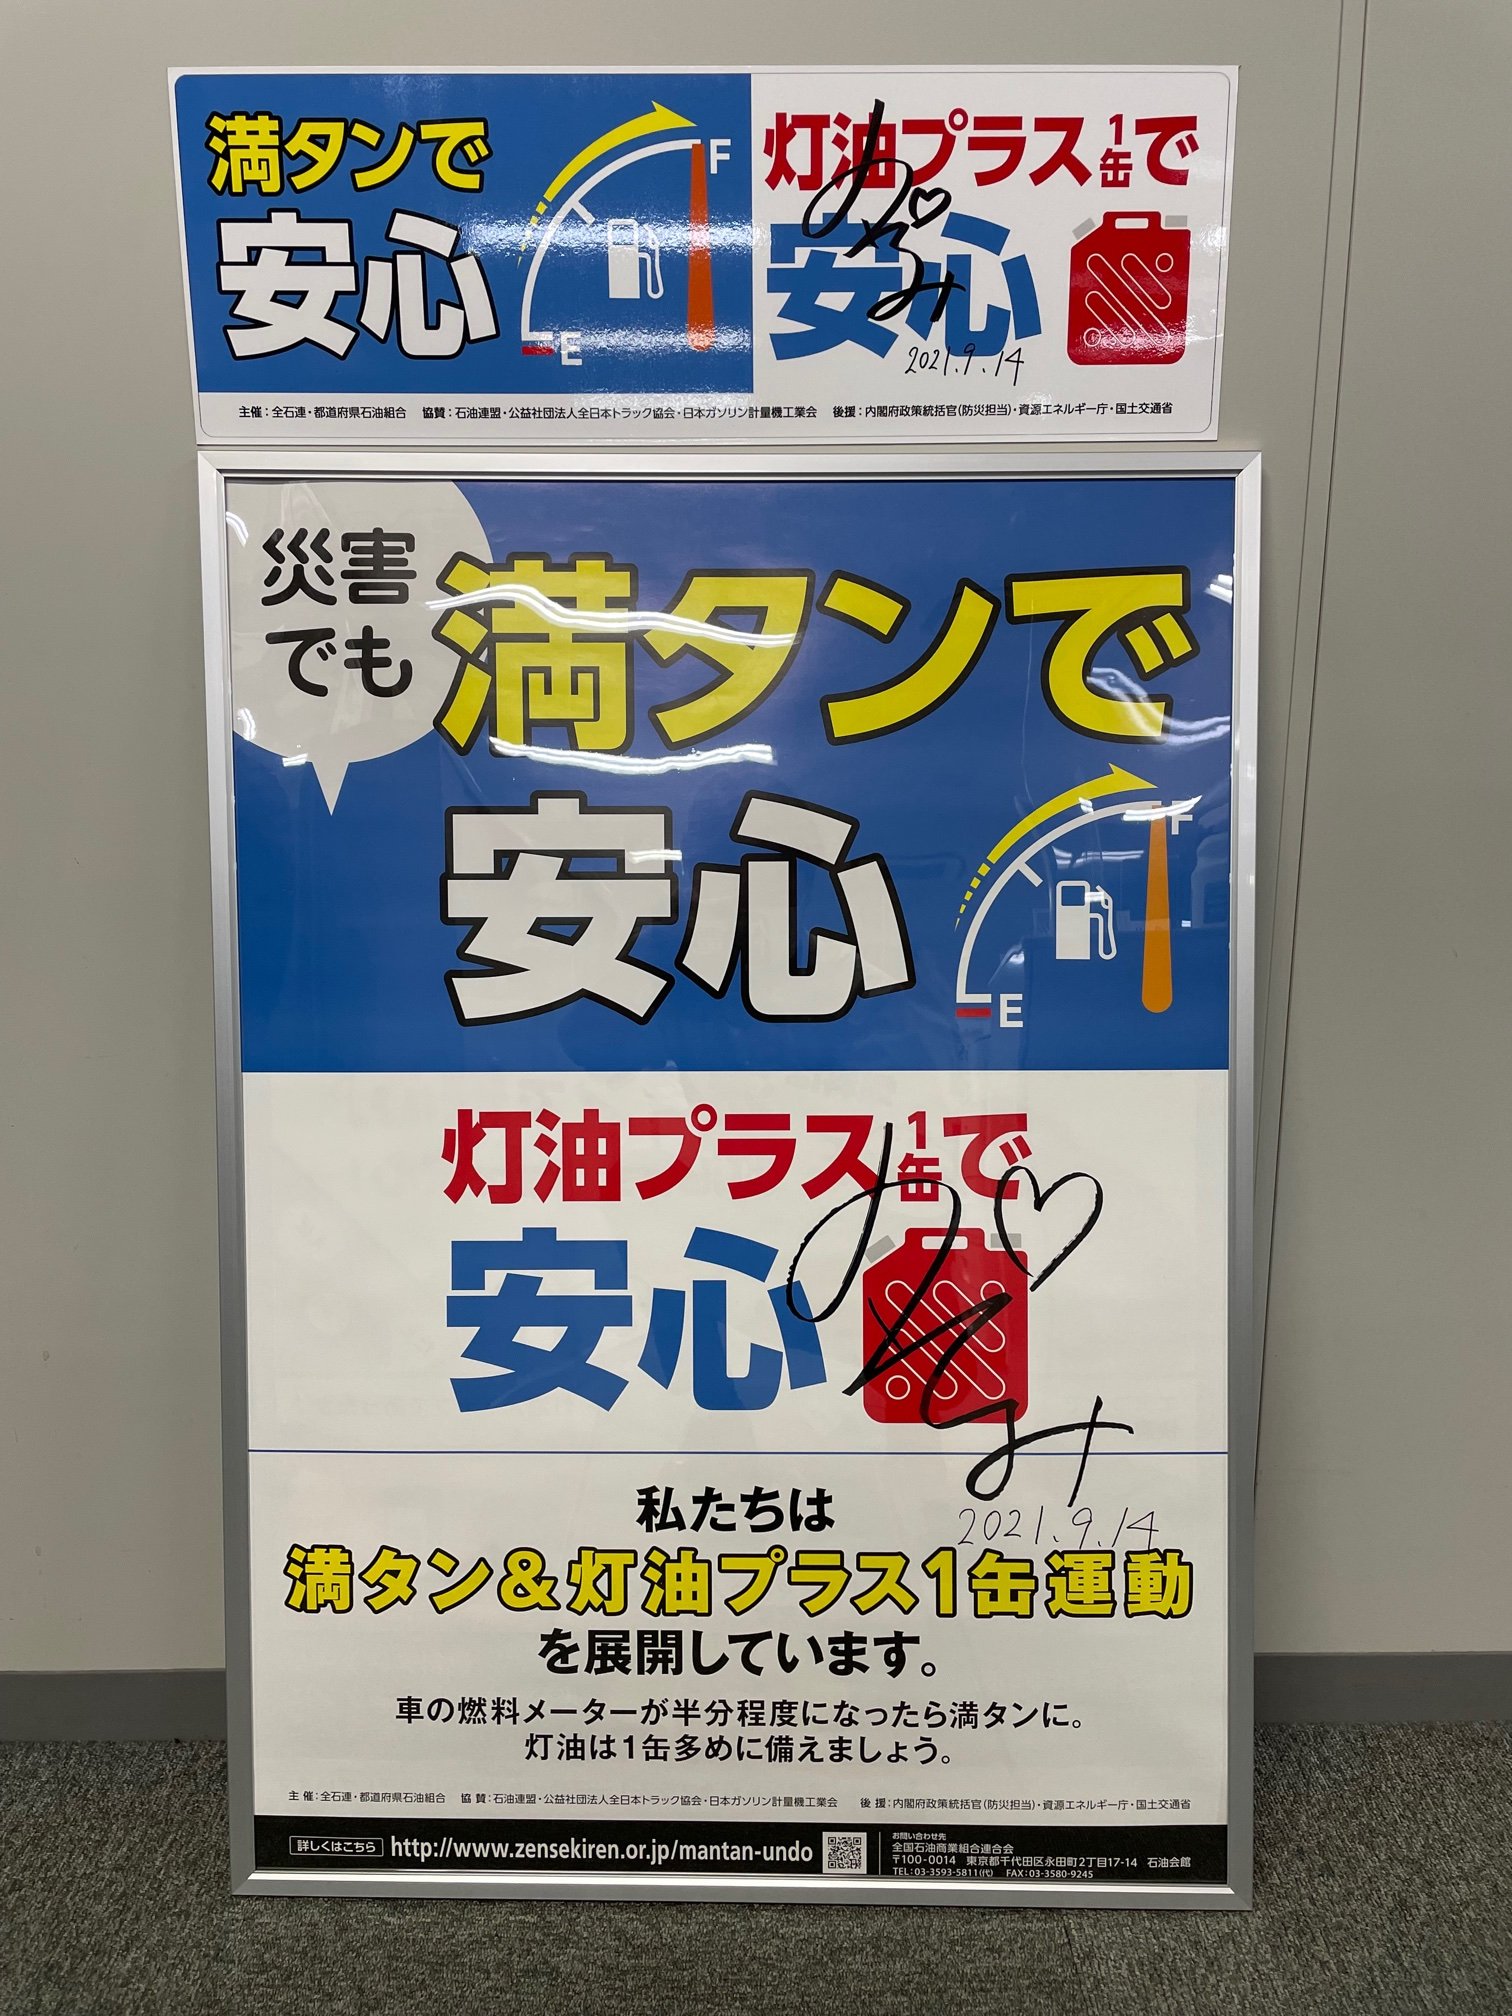 満タンで
安心
F
E
灯油プラス1缶で
安心
2021.9.14
主催：全石連・都道府県石油組合 協賛：石油連盟・公益社団法人全日本トラック協会・日本ガソリン計量機工業会 後援：内閣府政策統括官(防災担当)・資源エネルギー庁・国土交通省
災害
でも
満タンで
安心
F
E
灯油プラス1缶で
安心
2021.9.14
私たちは
満タン&灯油プラス1缶運動
を展開しています。
車の燃料メーターが半分程度になったら満タンに。
灯油は1缶多めに備えましょう。
主催：全石連・都道府県石油組合 協賛：石油連盟・公益社団法人全日本トラック協会・日本ガソリン計量機工業会 後援：内閣府政策統括官(防災担当)・資源エネルギー庁・国土交通省
詳しくはこちら http://www.zensekiren.or.jp/mantan-undo
お問い合わせ先
全国石油商業組合連合会
〒100-0014 東京都千代田区永田町2丁目17-14 石油会館
TEL：03-3593-5811(代) FAX：03-3580-9245